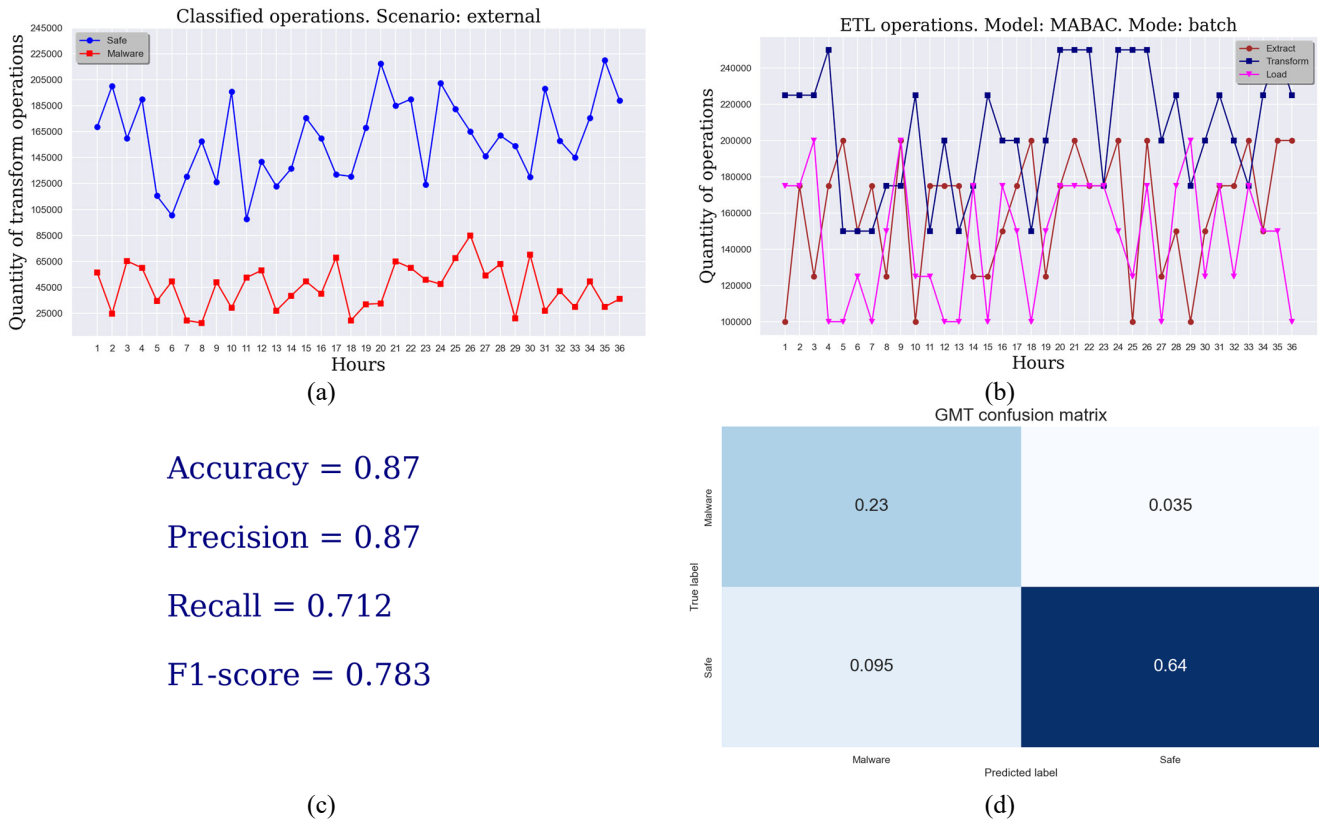 Classified operations. Scenario: external
245000
225000
205000
185000
165000
145000
125000
105000
85000
65000
45000
25000
Quantity of transform operations
Safe
Malware
1 2 3 4 5 6 7 8 9 10 11 12 13 14 15 16 17 18 19 20 21 22 23 24 25 26 27 28 29 30 31 32 33 34 35 36
Hours
(a)
ETL operations. Model: MABAC. Mode: batch
240000
220000
200000
180000
160000
140000
120000
100000
Quantity of operations
Extract
Transform
Load
1 2 3 4 5 6 7 8 9 10 11 12 13 14 15 16 17 18 19 20 21 22 23 24 25 26 27 28 29 30 31 32 33 34 35 36
Hours
(b)
Accuracy = 0.87
Precision = 0.87
Recall = 0.712
F1-score = 0.783
(c)
GMT confusion matrix
True label
Malware
0.23 0.035
Safe
0.095 0.64
Malware Safe
Predicted label
(d)